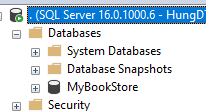 . (SQL Server 16.0.1000.6 - HungD
Databases
System Databases
Database Snapshots
MyBookStore
Security